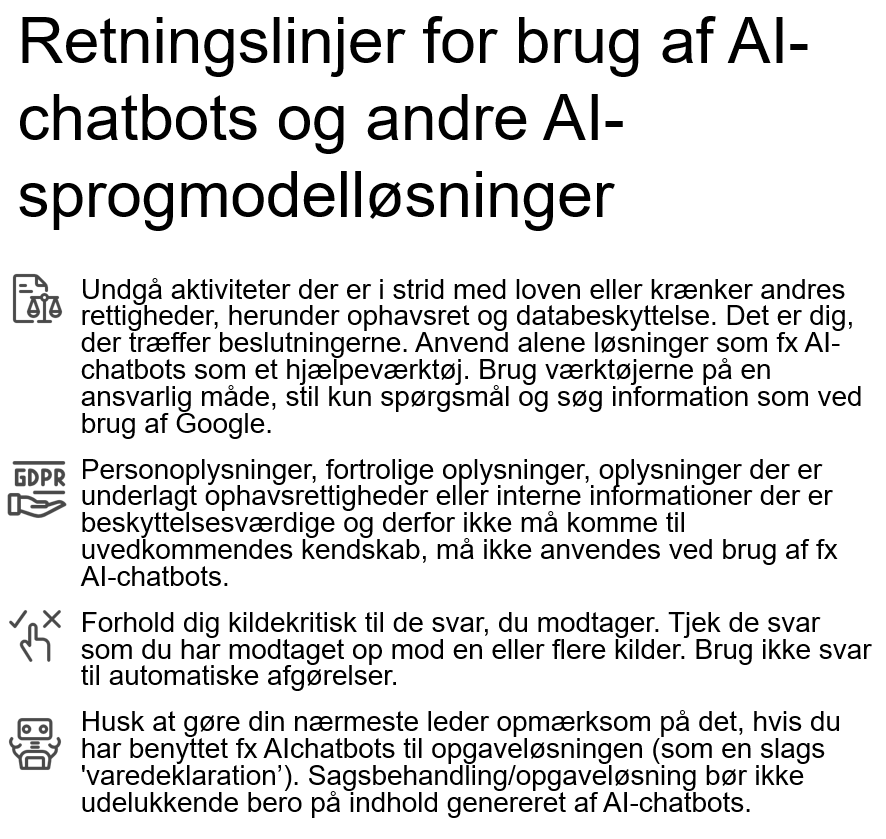 Retningslinjer for brug af AI-
chatbots og andre AI-
sprogmodelløsninger
Undgå aktiviteter der er i strid med loven eller krænker andres
rettigheder, herunder ophavsret og databeskyttelse. Det er dig,
der træffer beslutningerne. Anvend alene løsninger som fx AI-
chatbots som et hjælpeværktøj. Brug værktøjerne på en
ansvarlig måde, stil kun spørgsmål og søg information som ved
brug af Google.
GDPR
Personoplysninger, fortrolige oplysninger, oplysninger der er
underlagt ophavsrettigheder eller interne informationer der er
beskyttelsesværdige og derfor ikke må komme til
uvedkommendes kendskab, må ikke anvendes ved brug af fx
AI-chatbots.
Forhold dig kildekritisk til de svar, du modtager. Tjek de svar
som du har modtaget op mod en eller flere kilder. Brug ikke svar
til automatiske afgørelser.
Husk at gøre din nærmeste leder opmærksom på det, hvis du
har benyttet fx AIchatbots til opgaveløsningen (som en slags
'varedeklaration’). Sagsbehandling/opgaveløsning bør ikke
udelukkende bero på indhold genereret af AI-chatbots.